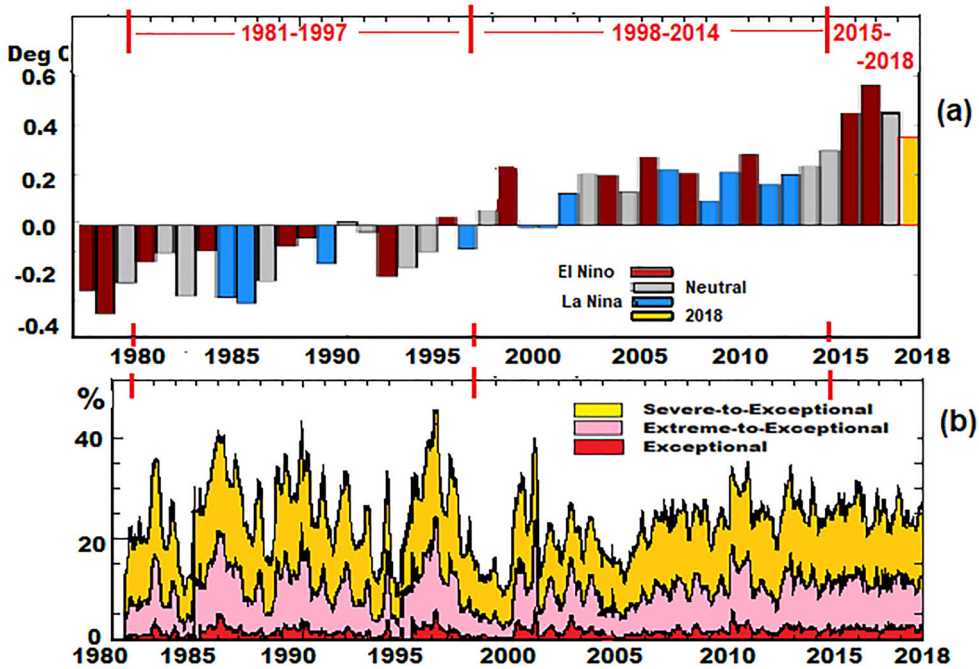 1981-1997 1998-2014 2015-
Deg C -2018
0.6
(a)
0.4
0.2
0.0
-0.2
El Nino
Neutral
La Nina
2018
-0.4
1980 1985 1990 1995 2000 2005 2010 2015 2018
% (b)
Severe-to-Exceptional
Extreme-to-Exceptional
40
Exceptional
20
0
1980 1985 1990 1995 2000 2005 2010 2015 2018